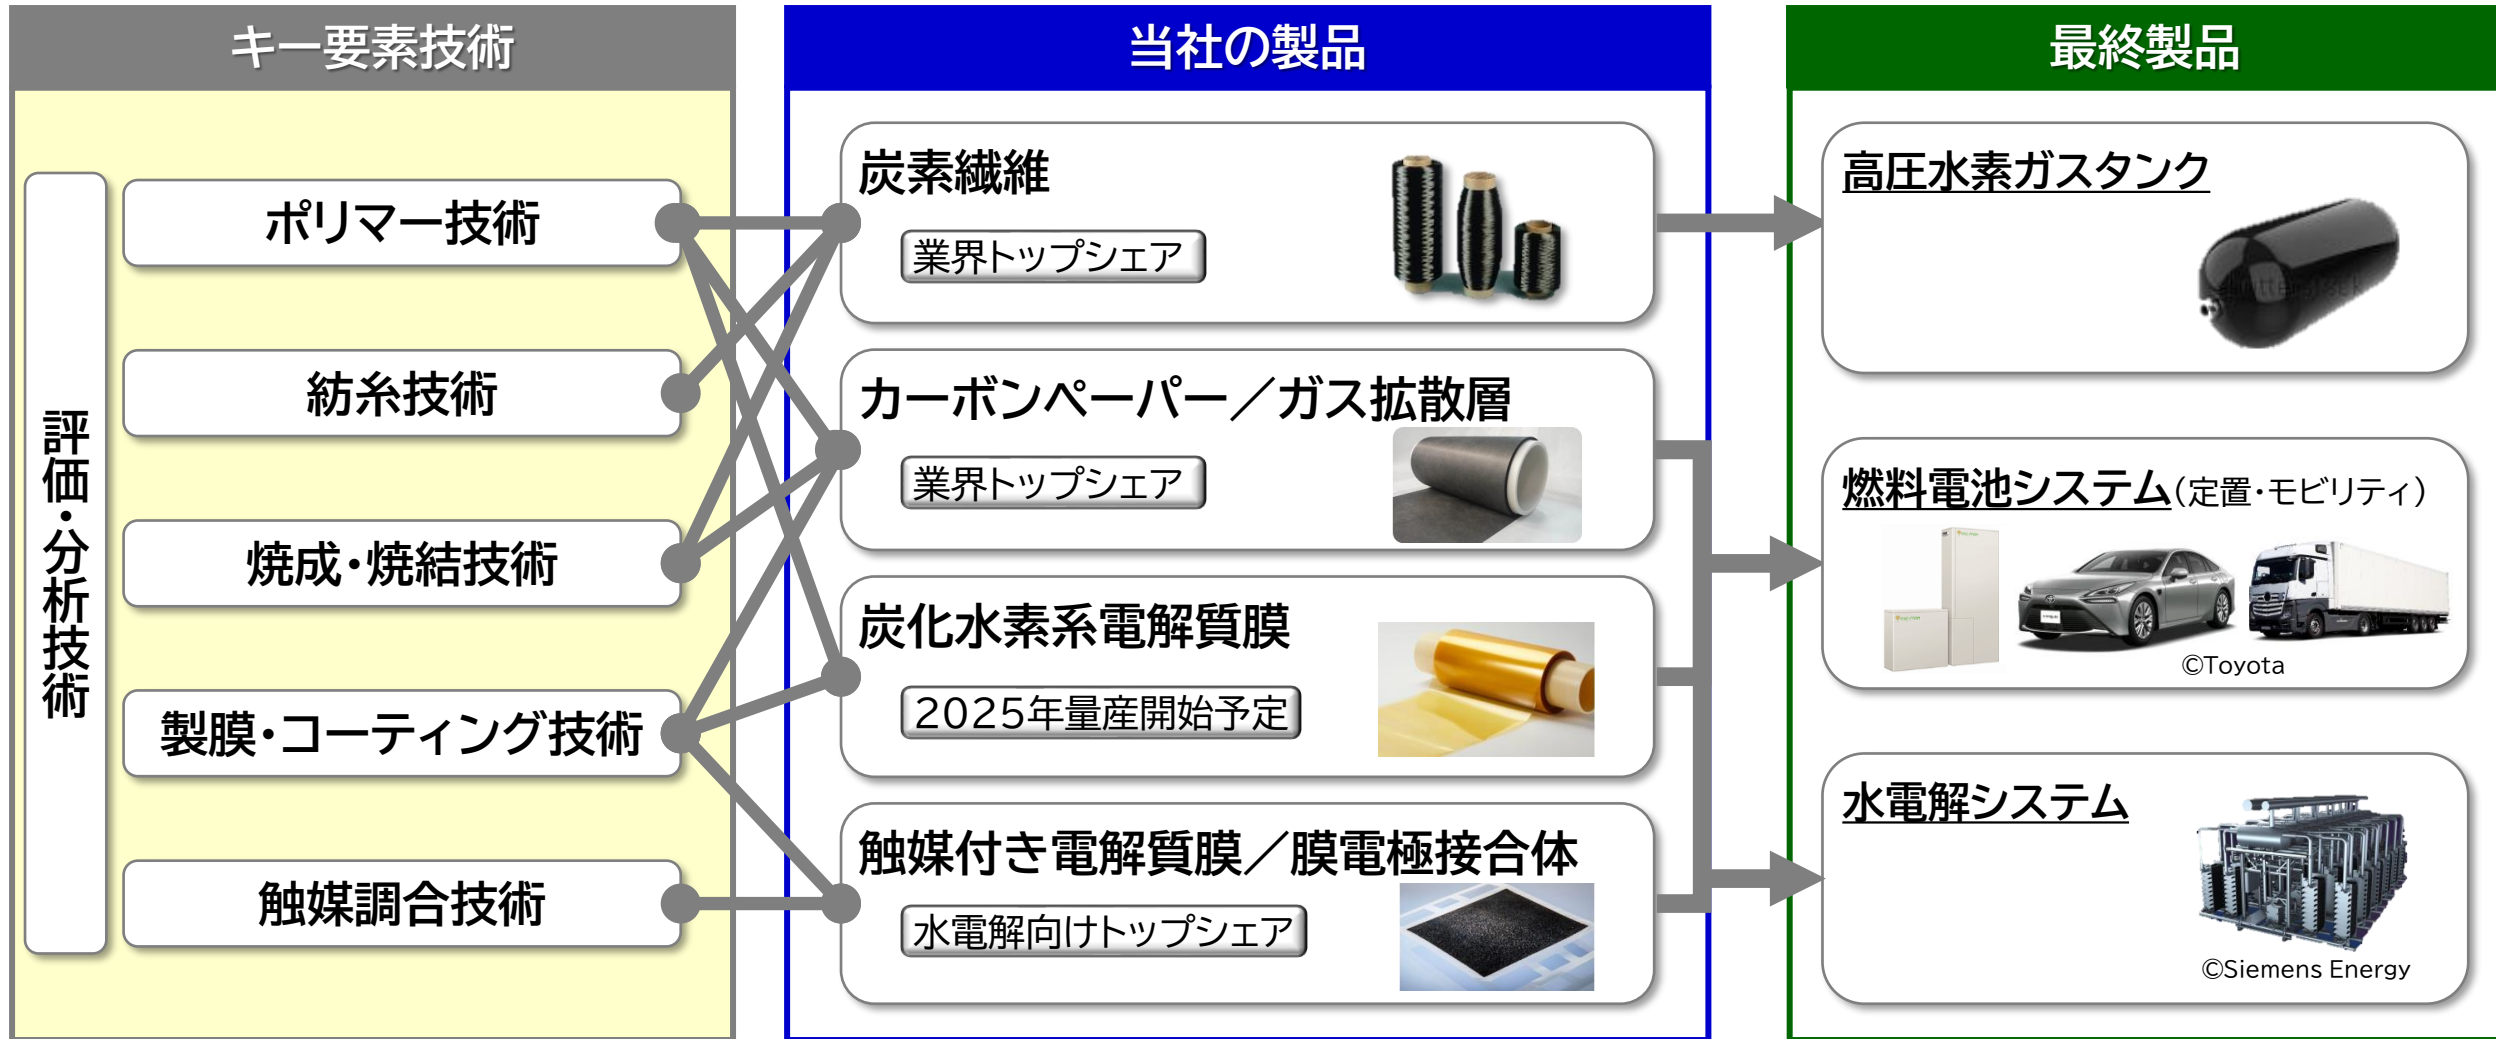 キー要素技術
評価・分析技術
ポリマー技術
紡糸技術
焼成・焼結技術
製膜・コーティング技術
触媒調合技術
当社の製品
炭素繊維
業界トップシェア
カーボンペーパー／ガス拡散層
業界トップシェア
炭化水素系電解質膜
2025年量産開始予定
触媒付き電解質膜／膜電極接合体
水電解向けトップシェア
最終製品
高圧水素ガスタンク
燃料電池システム(定置・モビリティ)
©Toyota
水電解システム
©Siemens Energy